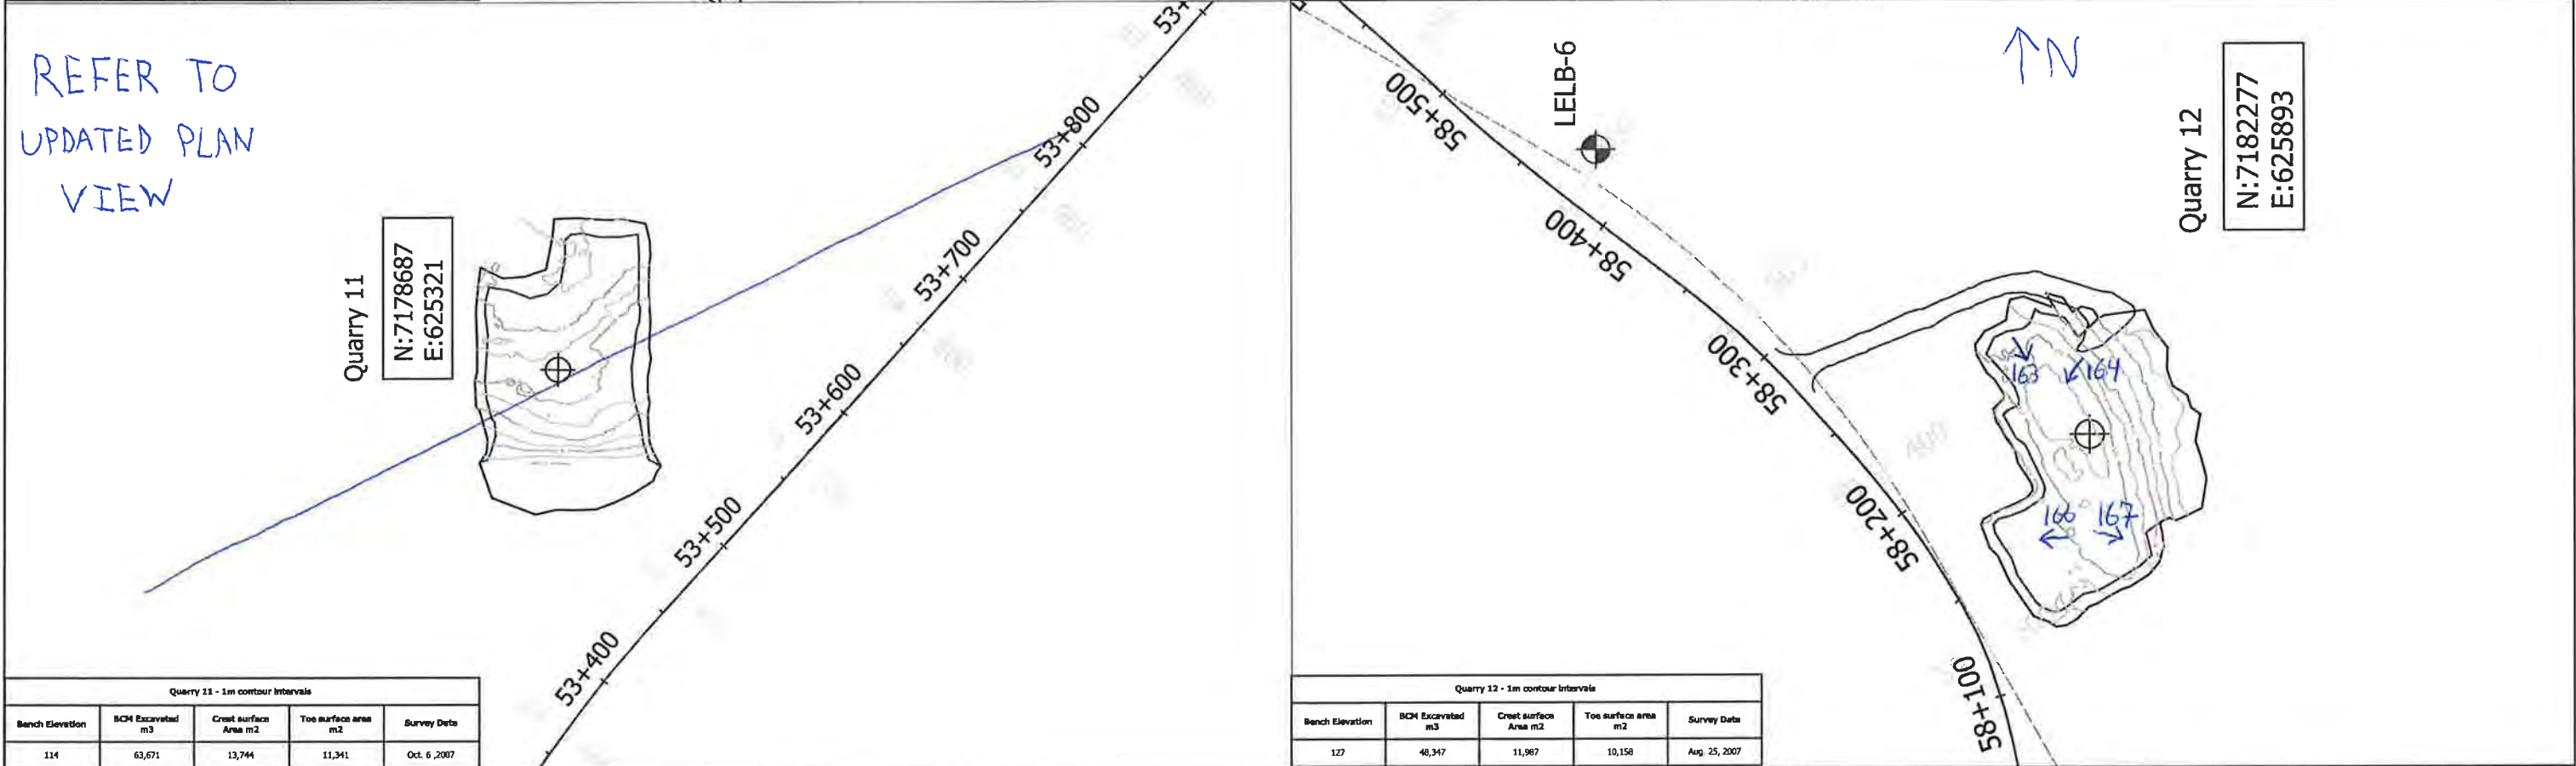 REFER TO
UPDATED PLAN
VIEW
Quarry 11
N:7178687
E:625321
53+
53+800
53+700
53+600
53+500
53+400
Quarry 11 - 1m contour intervals
Bench Elevation BCM Excavated m3 Crest surface Area m2 Toe surface area m2 Survey Date
114 63,671 13,744 11,341 Oct. 6 ,2007
↑N
LELB-6
Quarry 12
N:7182277
E:625893
58+500
58+400
58+300
58+200
58+100
163
164
166
167
400
Quarry 12 - 1m contour intervals
Bench Elevation BCM Excavated m3 Crest surface Area m2 Toe surface area m2 Survey Date
127 48,347 11,987 10,158 Aug. 25, 2007